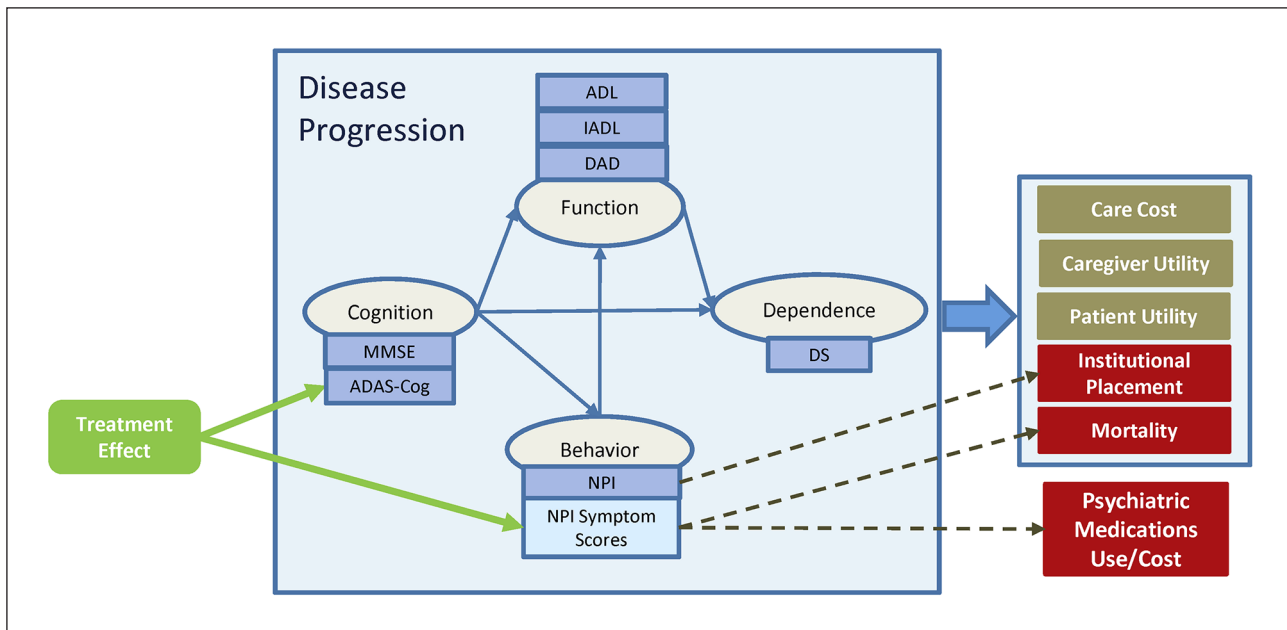 Disease
Progression
ADL
IADL
DAD
Function
Cognition
MMSE
ADAS-Cog
Dependence
DS
Behavior
NPI
NPI Symptom
Scores
Treatment
Effect
Care Cost
Caregiver Utility
Patient Utility
Institutional
Placement
Mortality
Psychiatric
Medications
Use/Cost